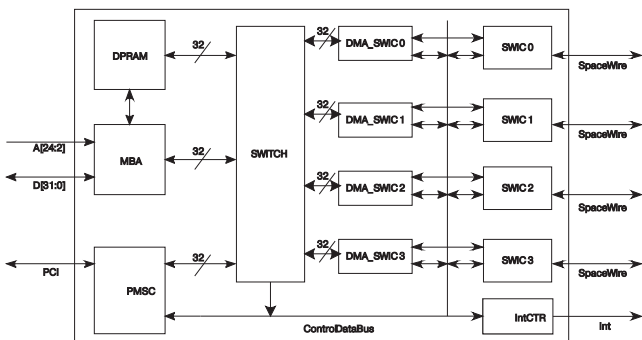 32
DMA_SWIC0
SWIC0
DPRAM
32
SpaceWire
32
DMA_SWIC1
SWIC1
A[24:2]
MBA
32
SWITCH
SpaceWire
D[31:0]
32
DMA_SWIC2
SWIC2
SpaceWire
32
DMA_SWIC3
SWIC3
32
PCI
SpaceWire
PMSC
IntCTR
ControlDataBus
Int